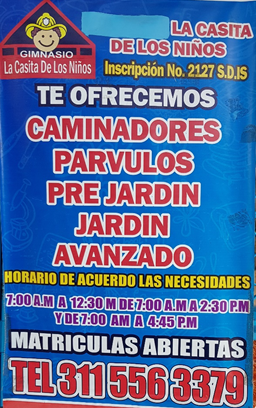 GIMNASIO
La Casita De Los Niños
LA CASITA
DE LOS NIÑOS
Inscripción No. 2127 S.D.IS
TE OFRECEMOS
CAMINADORES
PARVULOS
PRE JARDIN
JARDIN
AVANZADO
HORARIO DE ACUERDO LAS NECESIDADES
7:00 A.M A 12:30 M DE 7:00 A.M A 2:30 P.M
Y DE 7:00 AM A 4:45 P.M
MATRICULAS ABIERTAS
TEL 311 556 3379